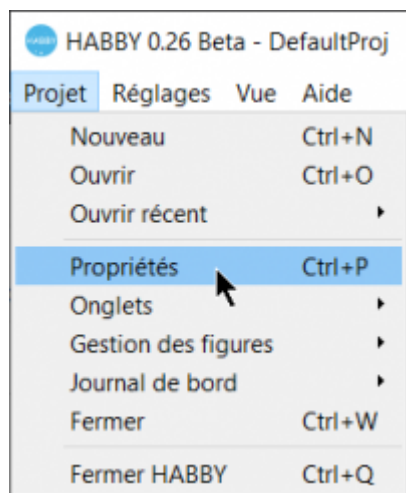 HABBY HABBY 0.26 Beta - DefaultProj
Projet Réglages Vue Aide
Nouveau Ctrl+N
Ouvrir Ctrl+O
Ouvrir récent
Propriétés Ctrl+P
Onglets
Gestion des figures
Journal de bord
Fermer Ctrl+W
Fermer HABBY Ctrl+Q